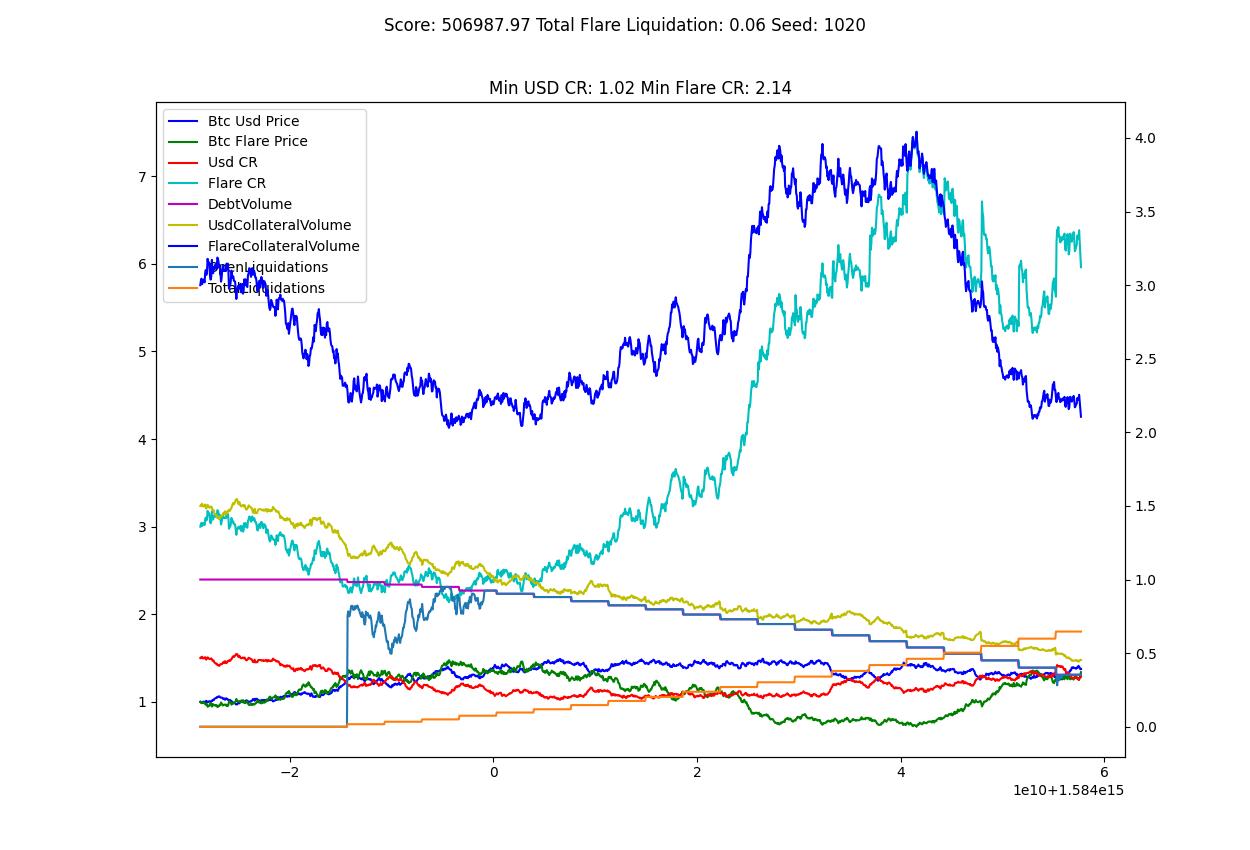 Score: 506987.97 Total Flare Liquidation: 0.06 Seed: 1020
Min USD CR: 1.02 Min Flare CR: 2.14
Btc Usd Price
Btc Flare Price
Usd CR
Flare CR
DebtVolume
UsdCollateralVolume
FlareCollateralVolume
OpenLiquidations
TotalLiquidations
7
6
5
4
3
2
1
4.0
3.5
3.0
2.5
2.0
1.5
1.0
0.5
0.0
−2 0 2 4 6
1e10+1.584e15